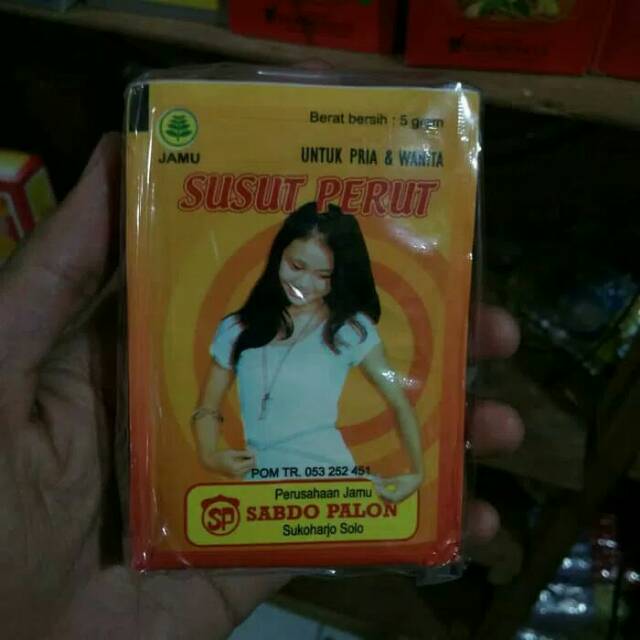 Berat bersih : 5 gram
JAMU
UNTUK PRIA & WANITA
SUSUT PERUT
POM TR. 053 252 451
Perusahaan Jamu
SP
SABDO PALON
Sukoharjo Solo